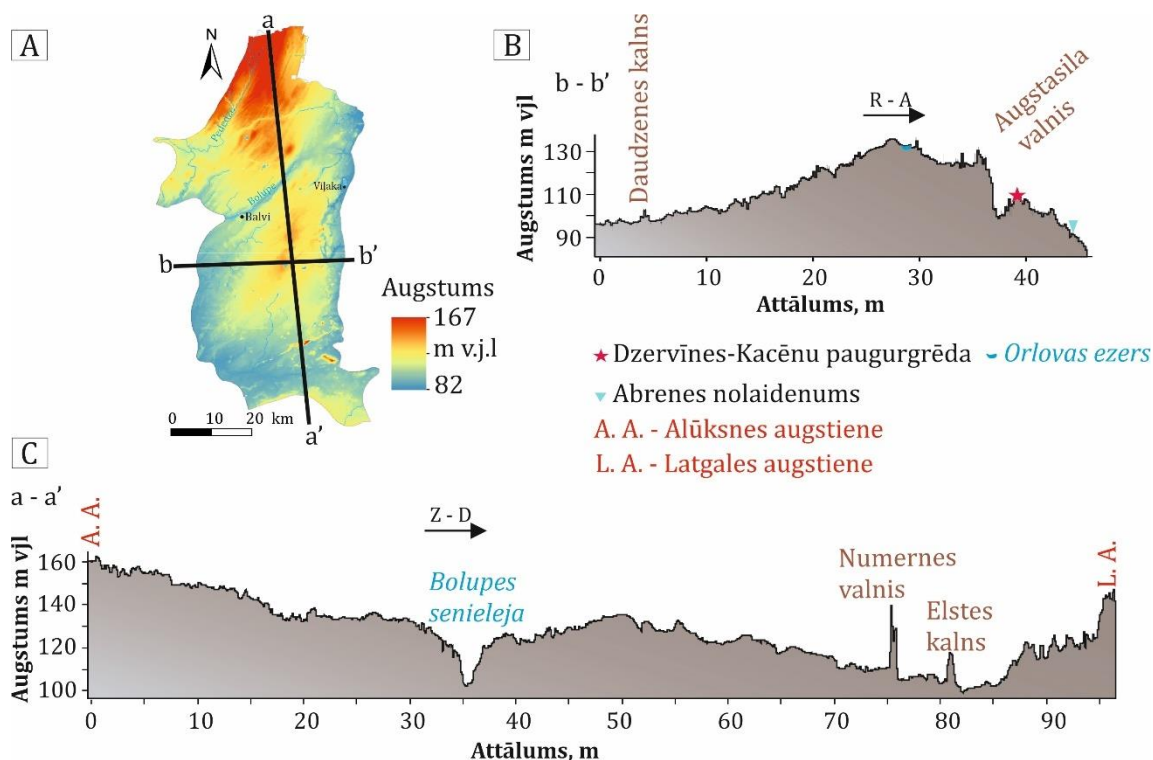 A
N
a
Pededze
Bolupe
Viļaka
Balvi
b
b'
a'
Augstums
167
m v.j.l
82
0 10 20 km
B
b - b'
R - A
Daudzenes kalns
Augstasila
valnis
Augstums m vjl
130
110
90
0 10 20 30 40
Attālums, m
Dzervīnes-Kacēnu paugurgrēda
Orlovas ezers
Abrenes nolaidenums
A. A. - Alūksnes augstiene
L. A. - Latgales augstiene
C
a - a'
A. A.
Z - D
Bolupes
senieleja
Numernes
valnis
Elstes
kalns
L. A.
Augstums m vjl
160
140
120
100
0 10 20 30 40 50 60 70 80 90
Attālums, m